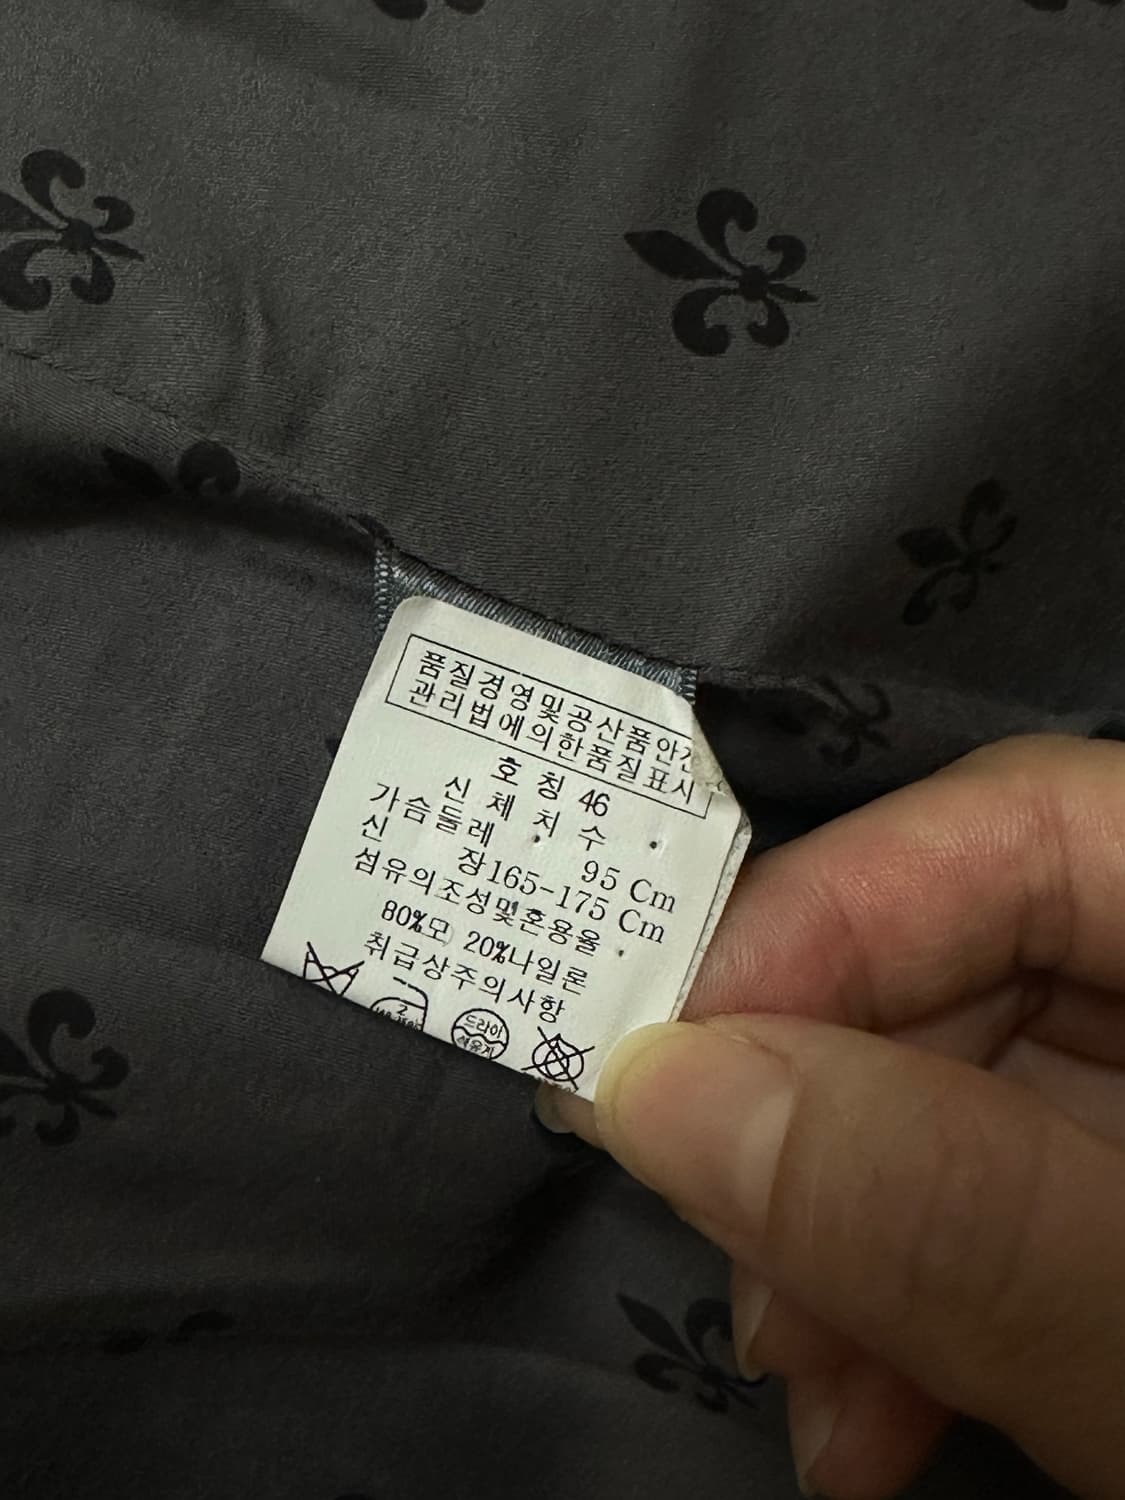 품질경영및공산품안전
관리법에의한품질표시
호 칭 46
신 체 치 수
가슴둘레 95 Cm
신 장 165-175 Cm
섬유의조성및혼용율
80%모 20%나일론
취급상주의사항
드라이